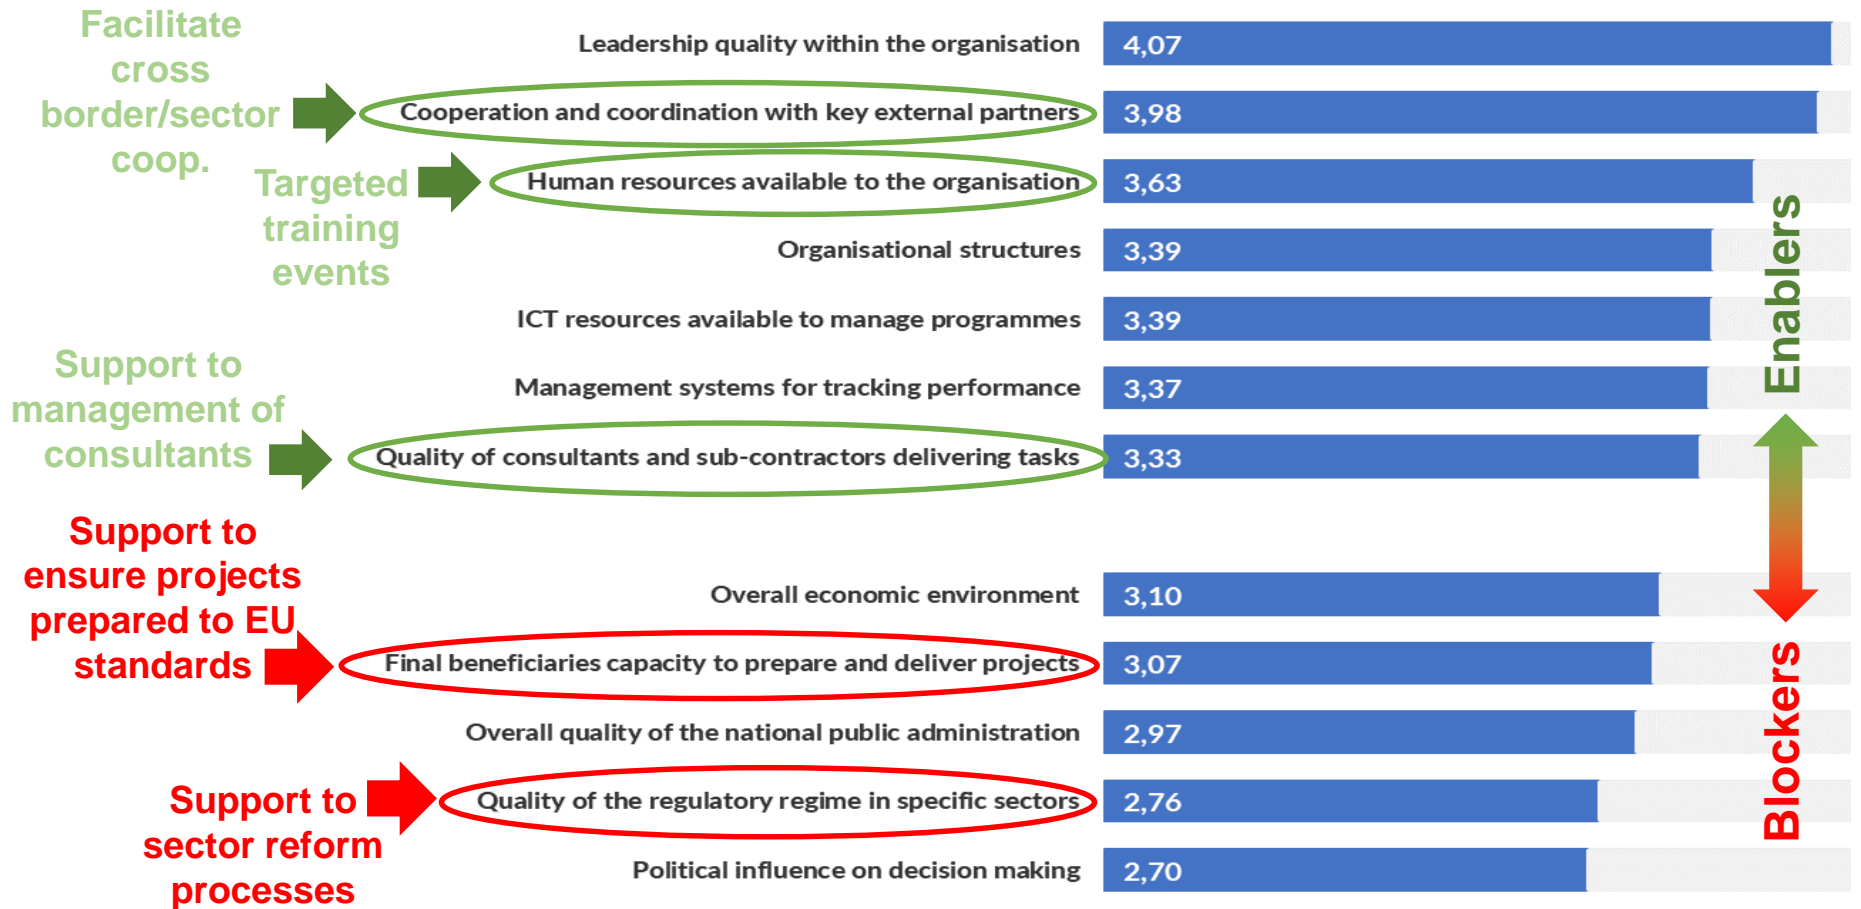 Facilitate
cross
border/sector
coop.
Leadership quality within the organisation 4,07
Cooperation and coordination with key external partners 3,98
Targeted
training
events
Human resources available to the organisation 3,63
Organisational structures 3,39
ICT resources available to manage programmes 3,39
Support to
management of
consultants
Management systems for tracking performance 3,37
Quality of consultants and sub-contractors delivering tasks 3,33
Enablers
Support to
ensure projects
prepared to EU
standards
Overall economic environment 3,10
Final beneficiaries capacity to prepare and deliver projects 3,07
Overall quality of the national public administration 2,97
Support to
sector reform
processes
Quality of the regulatory regime in specific sectors 2,76
Political influence on decision making 2,70
Blockers